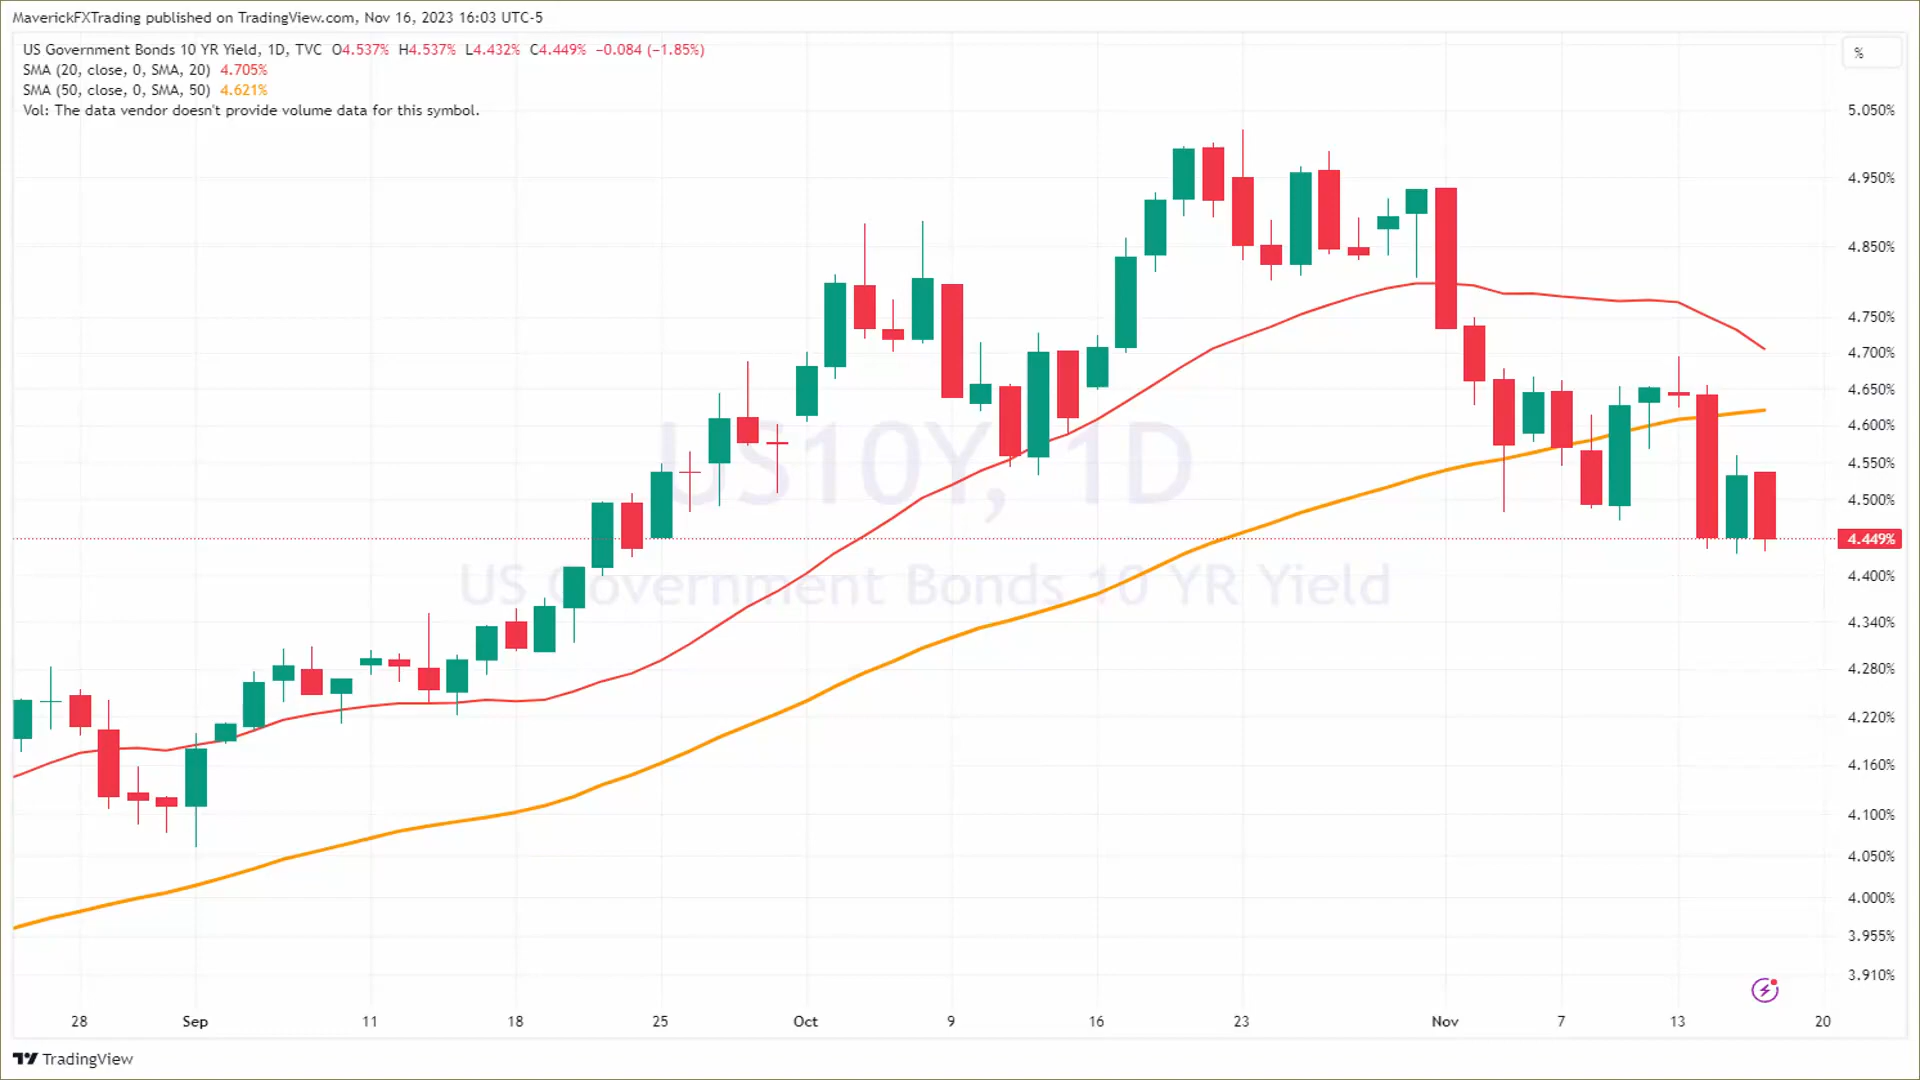 MaverickFXTrading published on TradingView.com, Nov 16, 2023 16:03 UTC-5
US Government Bonds 10 YR Yield, 1D, TVC O4.537% H4.537% L4.432% C4.449% −0.084 (−1.85%)
SMA (20, close, 0, SMA, 20) 4.705%
SMA (50, close, 0, SMA, 50) 4.621%
Vol: The data vendor doesn't provide volume data for this symbol.
%
5.050%
4.950%
4.850%
4.750%
4.700%
4.650%
4.600%
4.550%
4.500%
4.449%
4.400%
4.340%
4.280%
4.220%
4.160%
4.100%
4.050%
4.000%
3.955%
3.910%
US10Y, 1D
US Government Bonds 10 YR Yield
28 Sep 11 18 25 Oct 9 16 23 Nov 7 13 20
TradingView